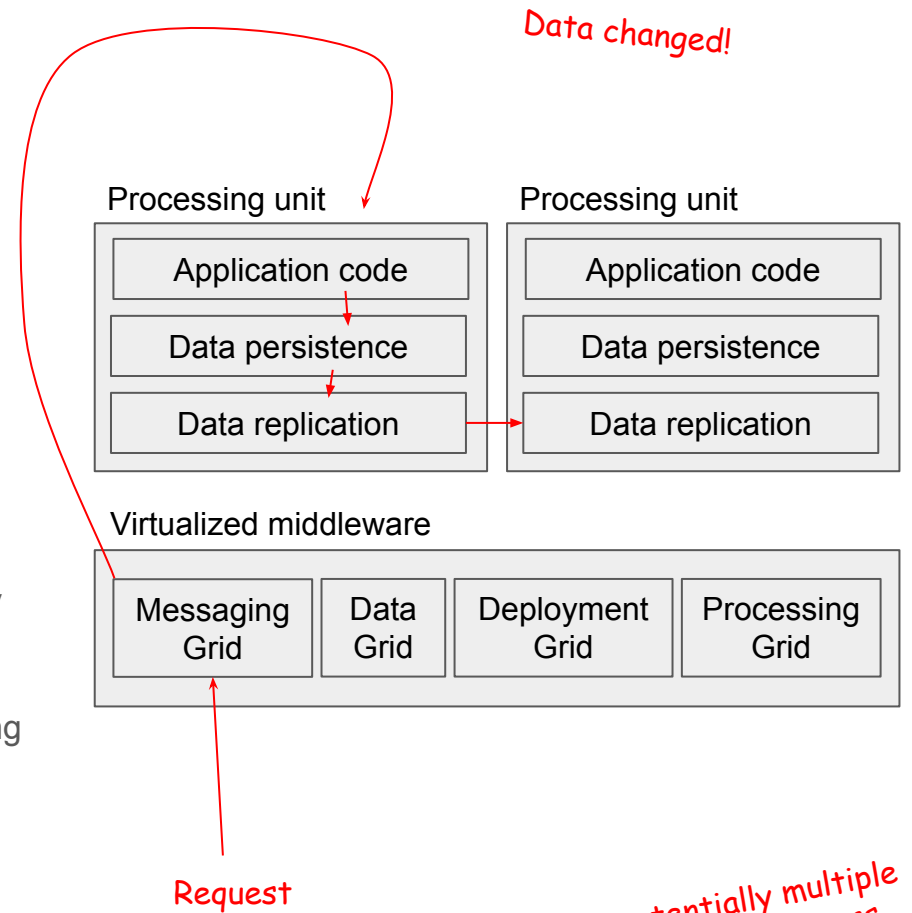 Data changed!
Processing unit
Processing unit
Application code
Application code
Data persistence
Data persistence
Data replication
Data replication
Virtualized middleware
Messaging
Grid
Data
Grid
Deployment
Grid
Processing
Grid
Request
multiple